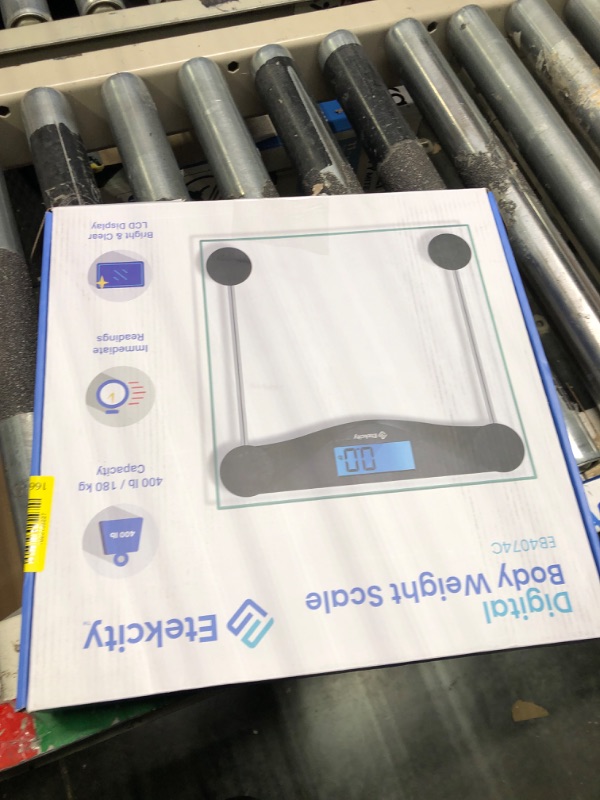 Etekcity
Digital
Body Weight Scale
EB4074C
400 lb
400 lb / 180 kg
Capacity
Immediate
Readings
Bright & Clear
LCD Display
0.0
Etekcity